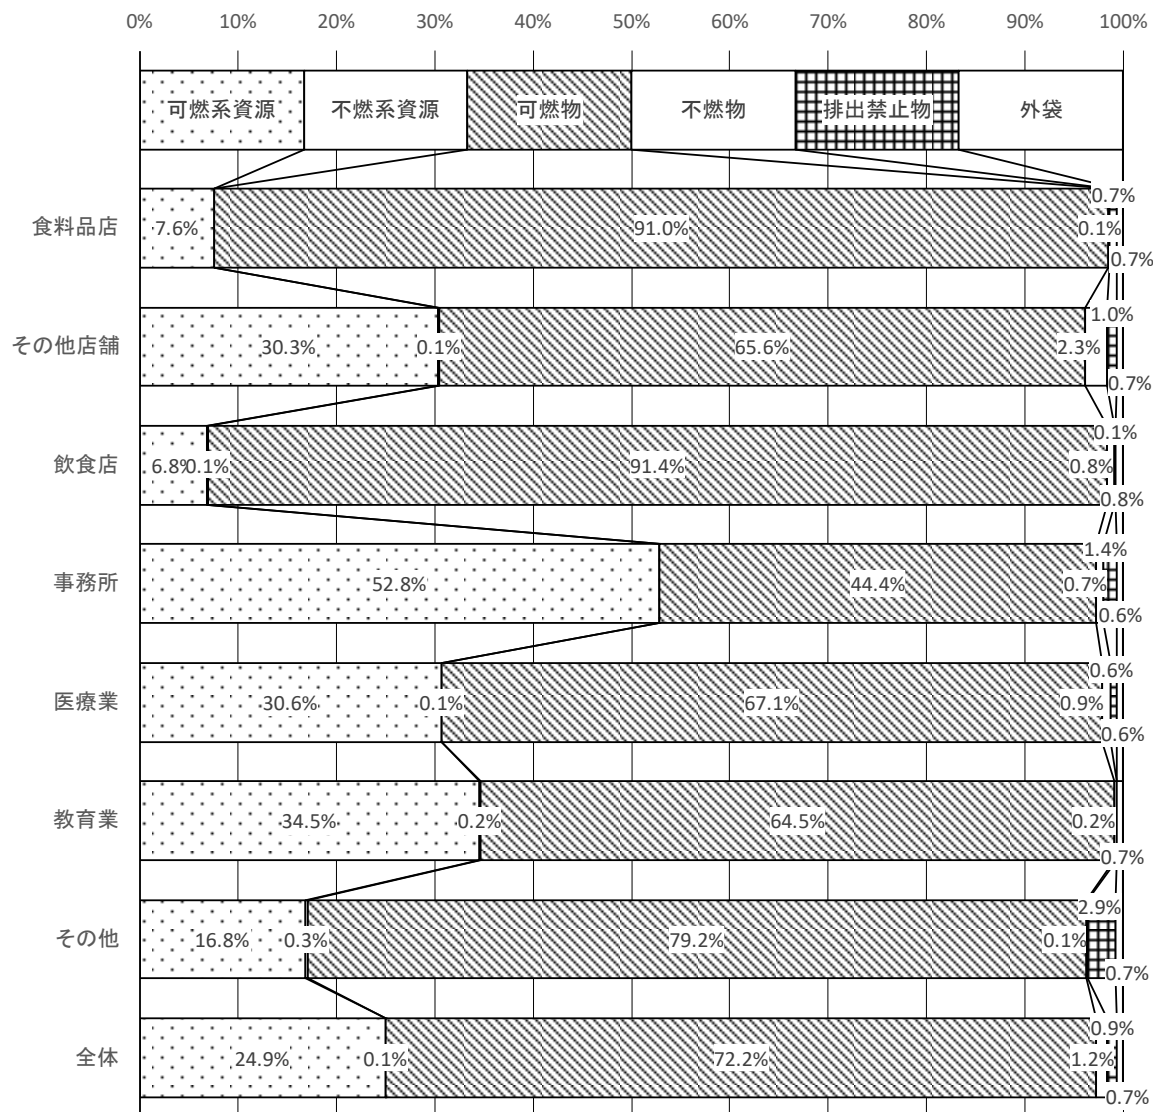 0% 10% 20% 30% 40% 50% 60% 70% 80% 90% 100%
可燃系資源 不燃系資源 可燃物 不燃物 排出禁止物 外袋
0.7%
食料品店 7.6% 91.0% 0.1%
0.7%
1.0%
その他店舗 30.3% 0.1% 65.6% 2.3%
0.7%
0.1%
飲食店 6.8% 0.1% 91.4% 0.8%
0.8%
1.4%
事務所 52.8% 44.4% 0.7%
0.6%
0.6%
医療業 30.6% 0.1% 67.1% 0.9%
0.6%
教育業 34.5% 0.2% 64.5% 0.2%
0.7%
2.9%
その他 16.8% 0.3% 79.2% 0.1%
0.7%
0.9%
全体 24.9% 0.1% 72.2% 1.2%
0.7%